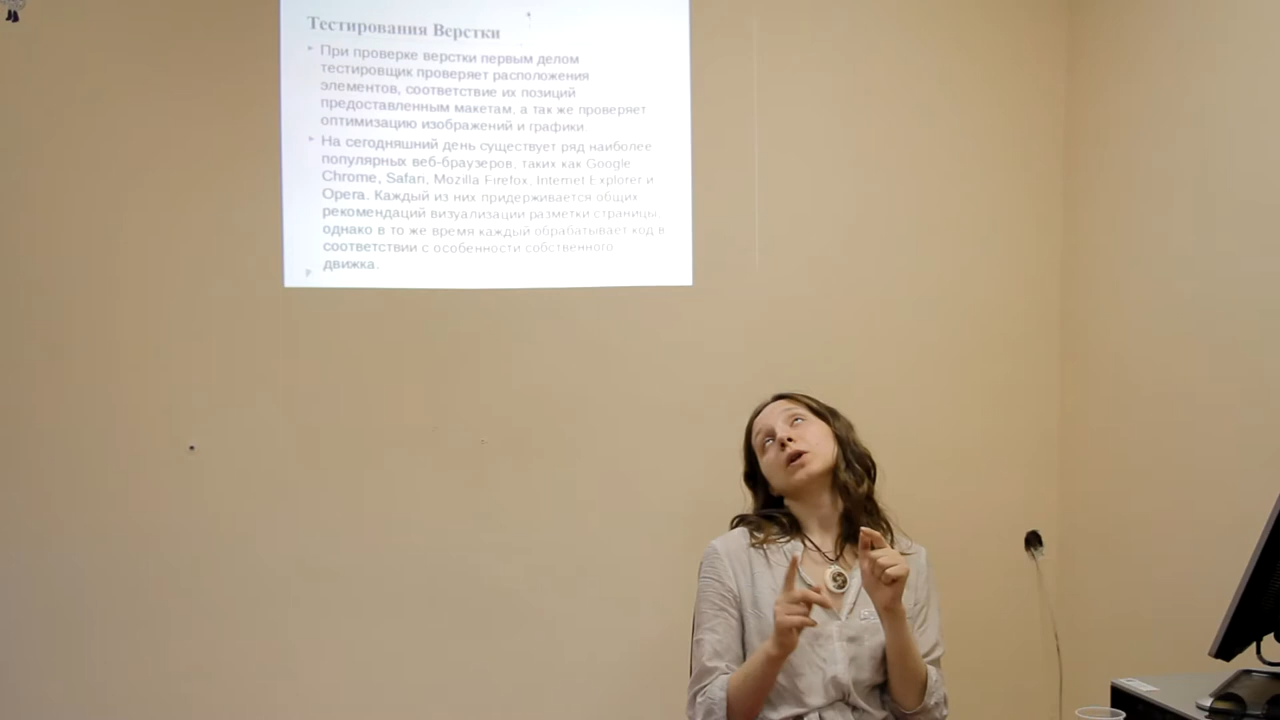 Тестирования Верстки
При проверке верстки первым делом
тестировщик проверяет расположения
элементов, соответствие их позиций
предоставленным макетам, а так же проверяет
оптимизацию изображений и графики
На сегодняшний день существует ряд наиболее
популярных веб-браузеров, таких как Google
Chrome, Safari, Mozilla Firefox, Internet Explorer и
Opera. Каждый из них придерживается общих
рекомендаций визуализации разметки страницы,
однако в то же время каждый обрабатывает код в
соответствии с особенности собственного
движка.